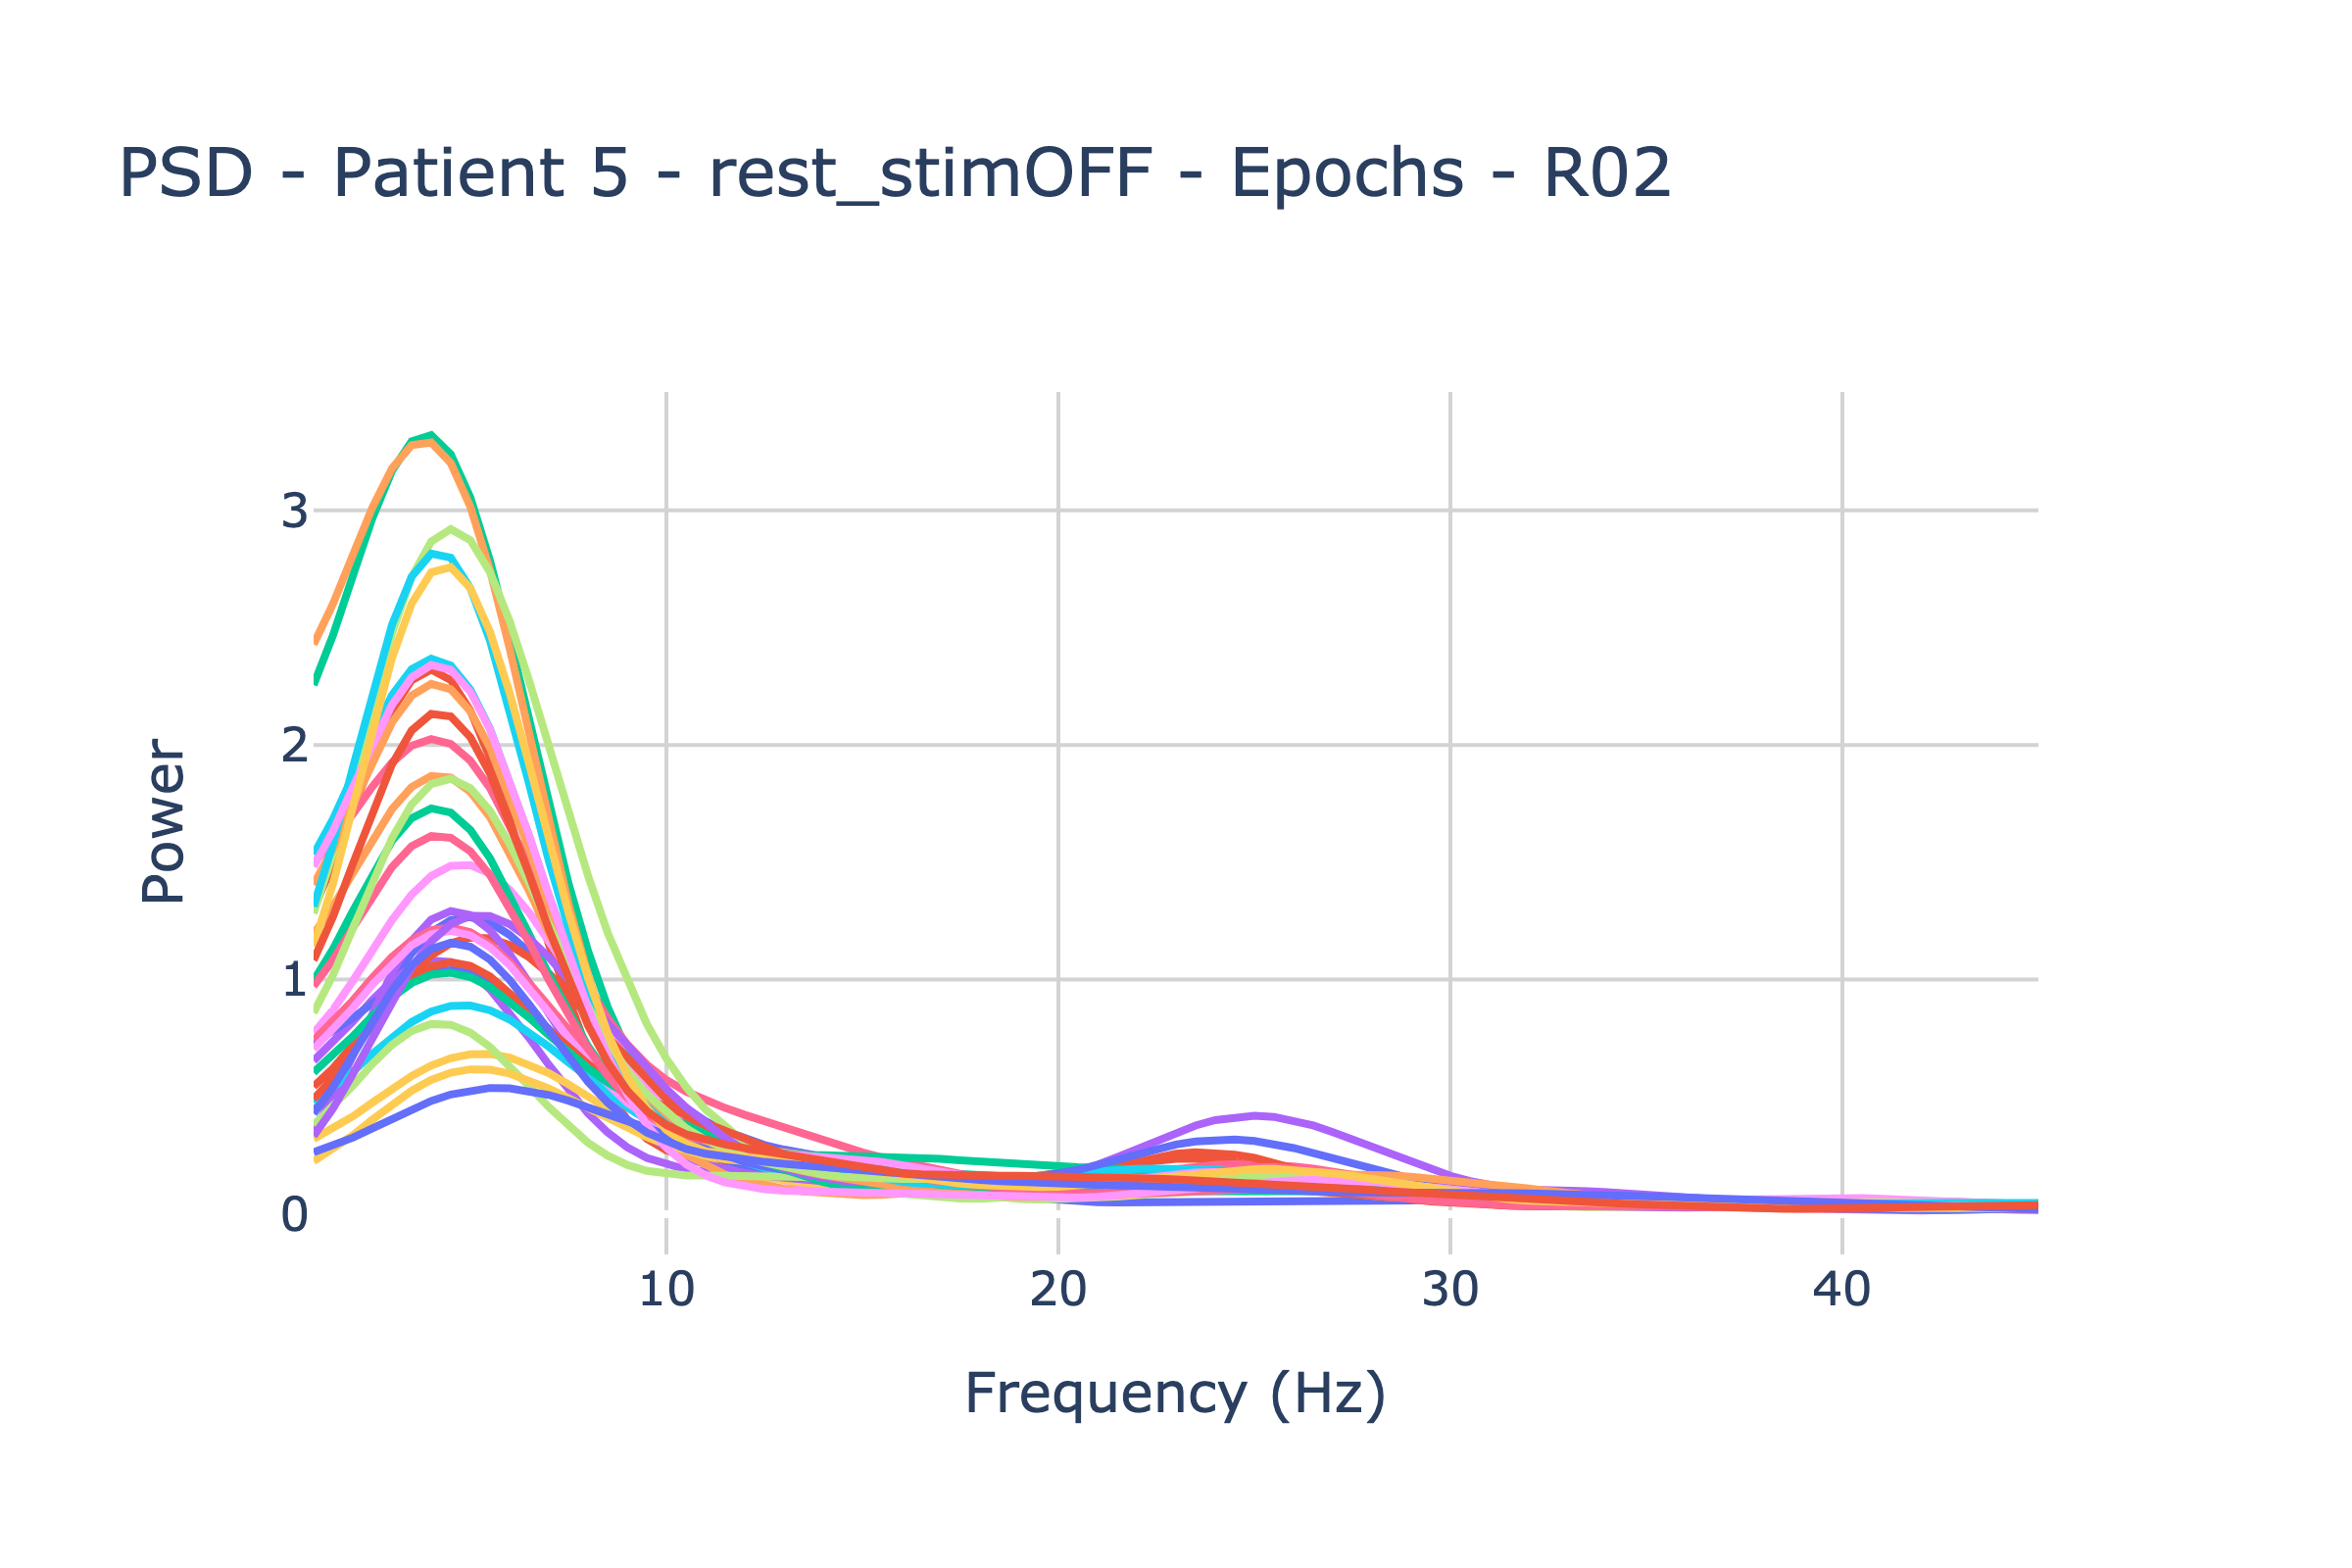 PSD - Patient 5 - rest_stimOFF - Epochs - R02
3
2
1
0
Power
10 20 30 40
Frequency (Hz)